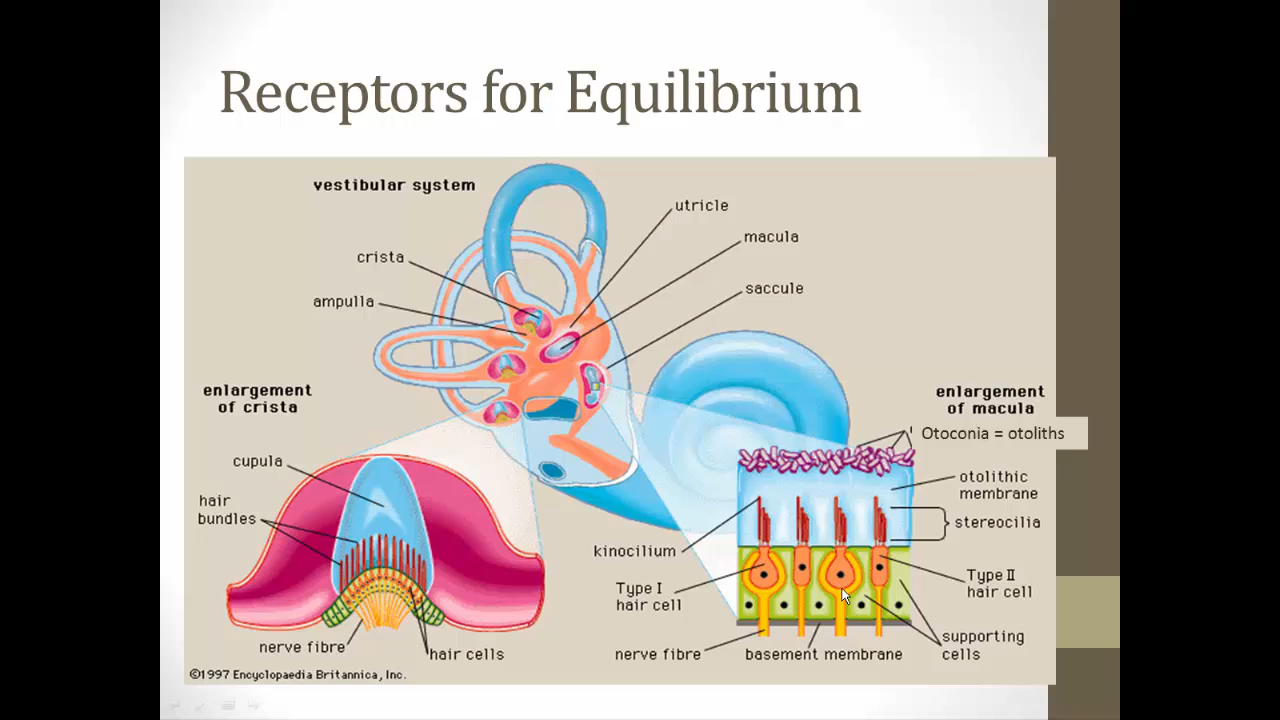 Receptors for Equilibrium
vestibular system
utricle
macula
crista
saccule
ampulla
enlargement
of crista
enlargement
of macula
Otoconia = otoliths
cupula
otolithic
membrane
hair
bundles
stereocilia
kinocilium
Type I
hair cell
Type II
hair cell
supporting
cells
nerve fibre
hair cells
nerve fibre
basement membrane
©1997 Encyclopaedia Britannica, Inc.